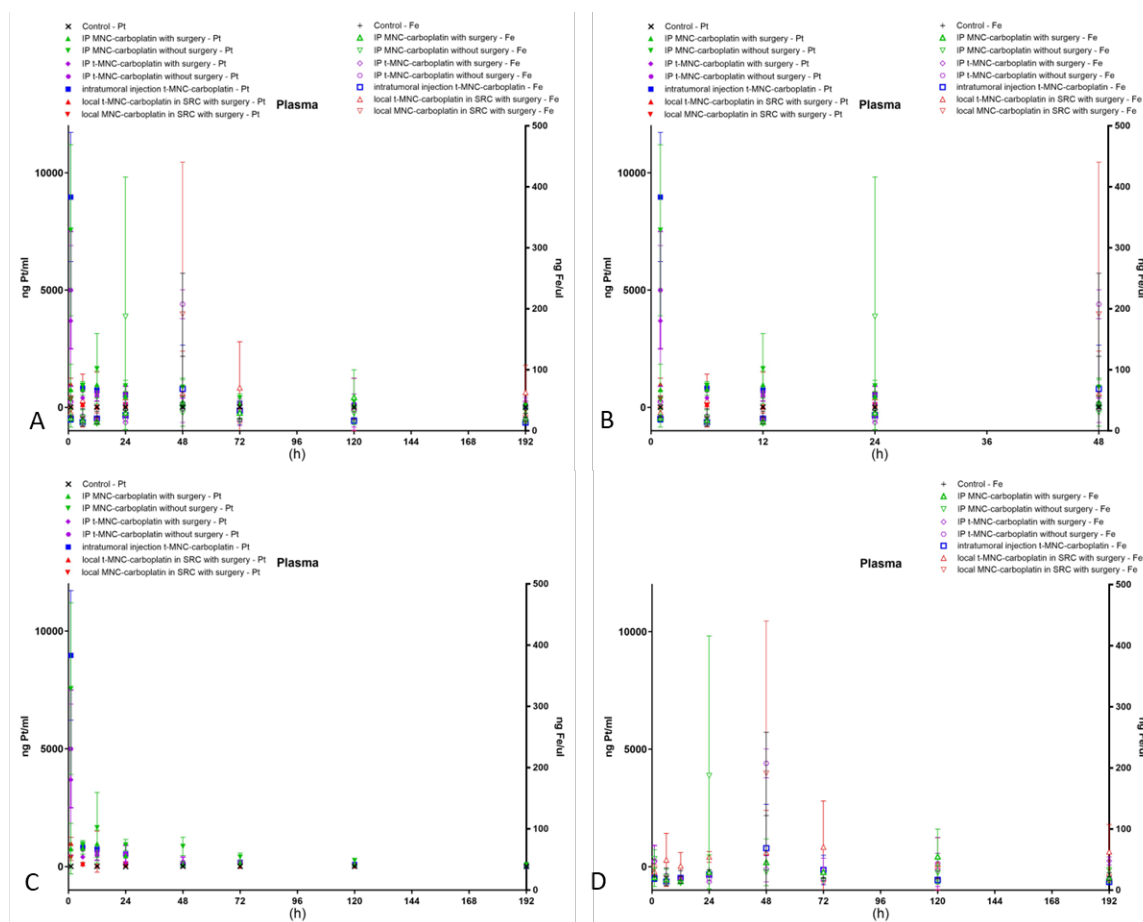 Control - Pt
IP MNC-carboplatin with surgery - Pt
IP MNC-carboplatin without surgery - Pt
IP t-MNC-carboplatin with surgery - Pt
IP t-MNC-carboplatin without surgery - Pt
intratumoral injection t-MNC-carboplatin - Pt
local t-MNC-carboplatin in SRC with surgery - Pt
local MNC-carboplatin in SRC with surgery - Pt
Control - Fe
IP MNC-carboplatin with surgery - Fe
IP MNC-carboplatin without surgery - Fe
IP t-MNC-carboplatin with surgery - Fe
IP t-MNC-carboplatin without surgery - Fe
intratumoral injection t-MNC-carboplatin - Fe
local t-MNC-carboplatin in SRC with surgery - Fe
local MNC-carboplatin in SRC with surgery - Fe
Plasma
10000
5000
0
ng Pt/ml
500
400
300
200
100
0
ng Fe/ul
A
0 24 48 72 96 120 144 168 192
(h)
Control - Pt
IP MNC-carboplatin with surgery - Pt
IP MNC-carboplatin without surgery - Pt
IP t-MNC-carboplatin with surgery - Pt
IP t-MNC-carboplatin without surgery - Pt
intratumoral injection t-MNC-carboplatin - Pt
local t-MNC-carboplatin in SRC with surgery - Pt
local MNC-carboplatin in SRC with surgery - Pt
Control - Fe
IP MNC-carboplatin with surgery - Fe
IP MNC-carboplatin without surgery - Fe
IP t-MNC-carboplatin with surgery - Fe
IP t-MNC-carboplatin without surgery - Fe
intratumoral injection t-MNC-carboplatin - Fe
local t-MNC-carboplatin in SRC with surgery - Fe
local MNC-carboplatin in SRC with surgery - Fe
Plasma
10000
5000
0
ng Pt/ml
500
400
300
200
100
0
ng Fe/ul
B
0 12 24 36 48
(h)
Control - Pt
IP MNC-carboplatin with surgery - Pt
IP MNC-carboplatin without surgery - Pt
IP t-MNC-carboplatin with surgery - Pt
IP t-MNC-carboplatin without surgery - Pt
intratumoral injection t-MNC-carboplatin - Pt
local t-MNC-carboplatin in SRC with surgery - Pt
local MNC-carboplatin in SRC with surgery - Pt
Plasma
10000
5000
0
ng Pt/ml
500
400
300
200
100
0
ng Fe/ul
C
0 24 48 72 96 120 144 168 192
(h)
Control - Fe
IP MNC-carboplatin with surgery - Fe
IP MNC-carboplatin without surgery - Fe
IP t-MNC-carboplatin with surgery - Fe
IP t-MNC-carboplatin without surgery - Fe
intratumoral injection t-MNC-carboplatin - Fe
local t-MNC-carboplatin in SRC with surgery - Fe
local MNC-carboplatin in SRC with surgery - Fe
Plasma
10000
5000
0
ng Pt/ml
500
400
300
200
100
0
ng Fe/ul
D
0 24 48 72 96 120 144 168 192
(h)